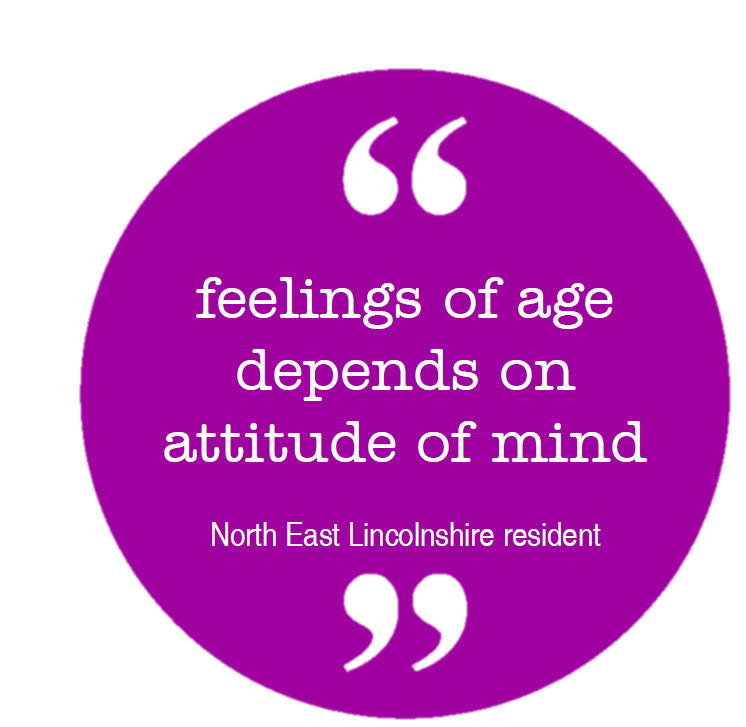 “
feelings of age
depends on
attitude of mind
North East Lincolnshire resident
”